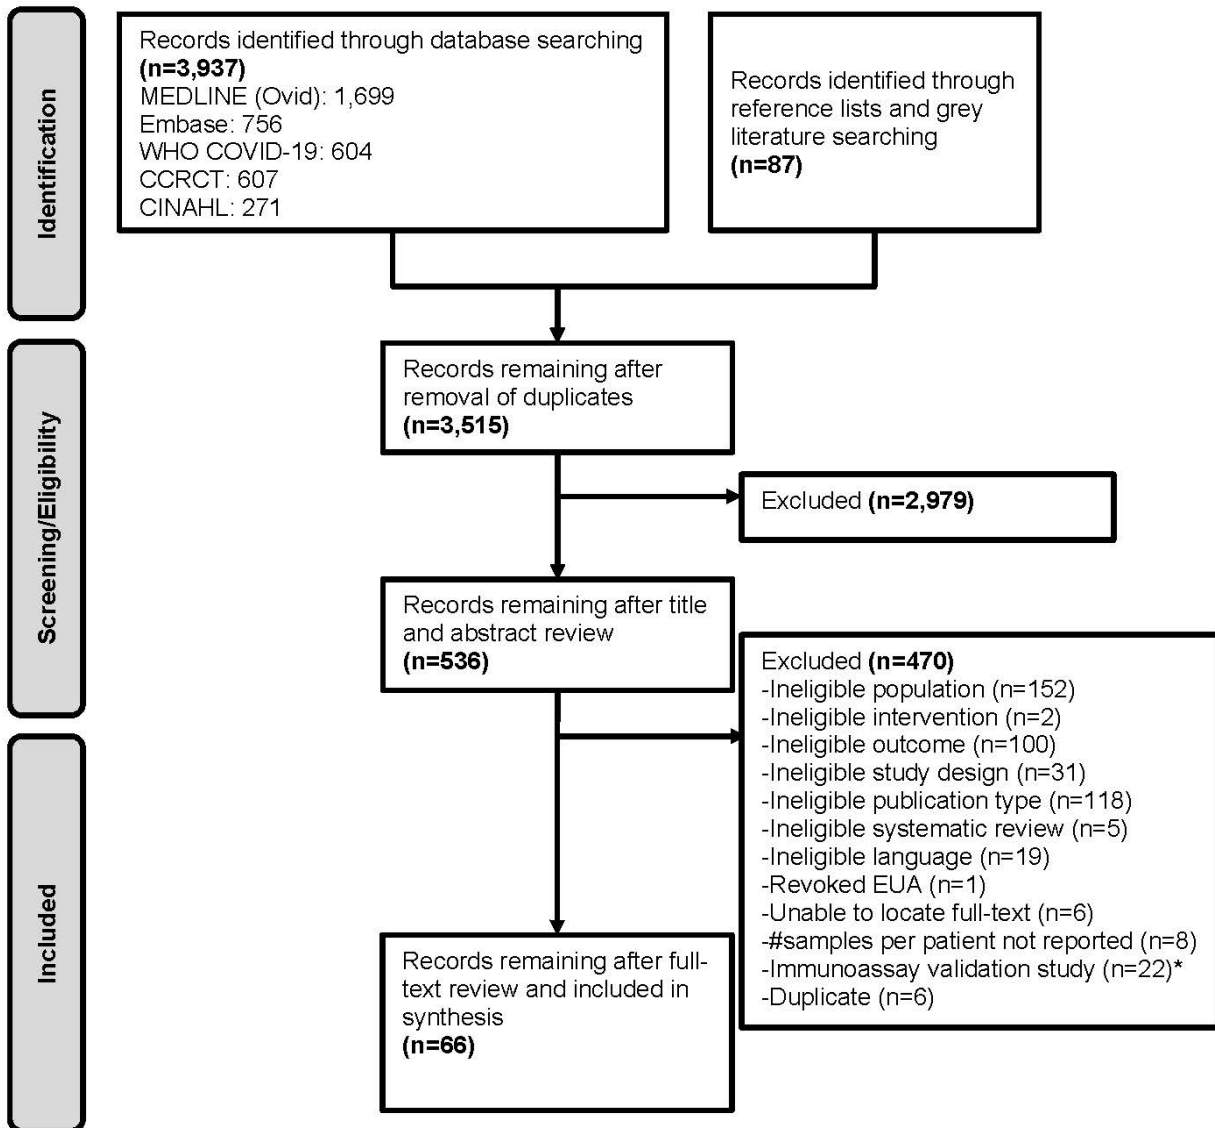 Identification
Records identified through database searching
(n=3,937)
MEDLINE (Ovid): 1,699
Embase: 756
WHO COVID-19: 604
CCRCT: 607
CINAHL: 271
Records identified through
reference lists and grey
literature searching
(n=87)
Screening/Eligibility
Records remaining after
removal of duplicates
(n=3,515)
Excluded (n=2,979)
Records remaining after title
and abstract review
(n=536)
Excluded (n=470)
-Ineligible population (n=152)
-Ineligible intervention (n=2)
-Ineligible outcome (n=100)
-Ineligible study design (n=31)
-Ineligible publication type (n=118)
-Ineligible systematic review (n=5)
-Ineligible language (n=19)
-Revoked EUA (n=1)
-Unable to locate full-text (n=6)
-#samples per patient not reported (n=8)
-Immunoassay validation study (n=22)*
-Duplicate (n=6)
Included
Records remaining after full-
text review and included in
synthesis
(n=66)